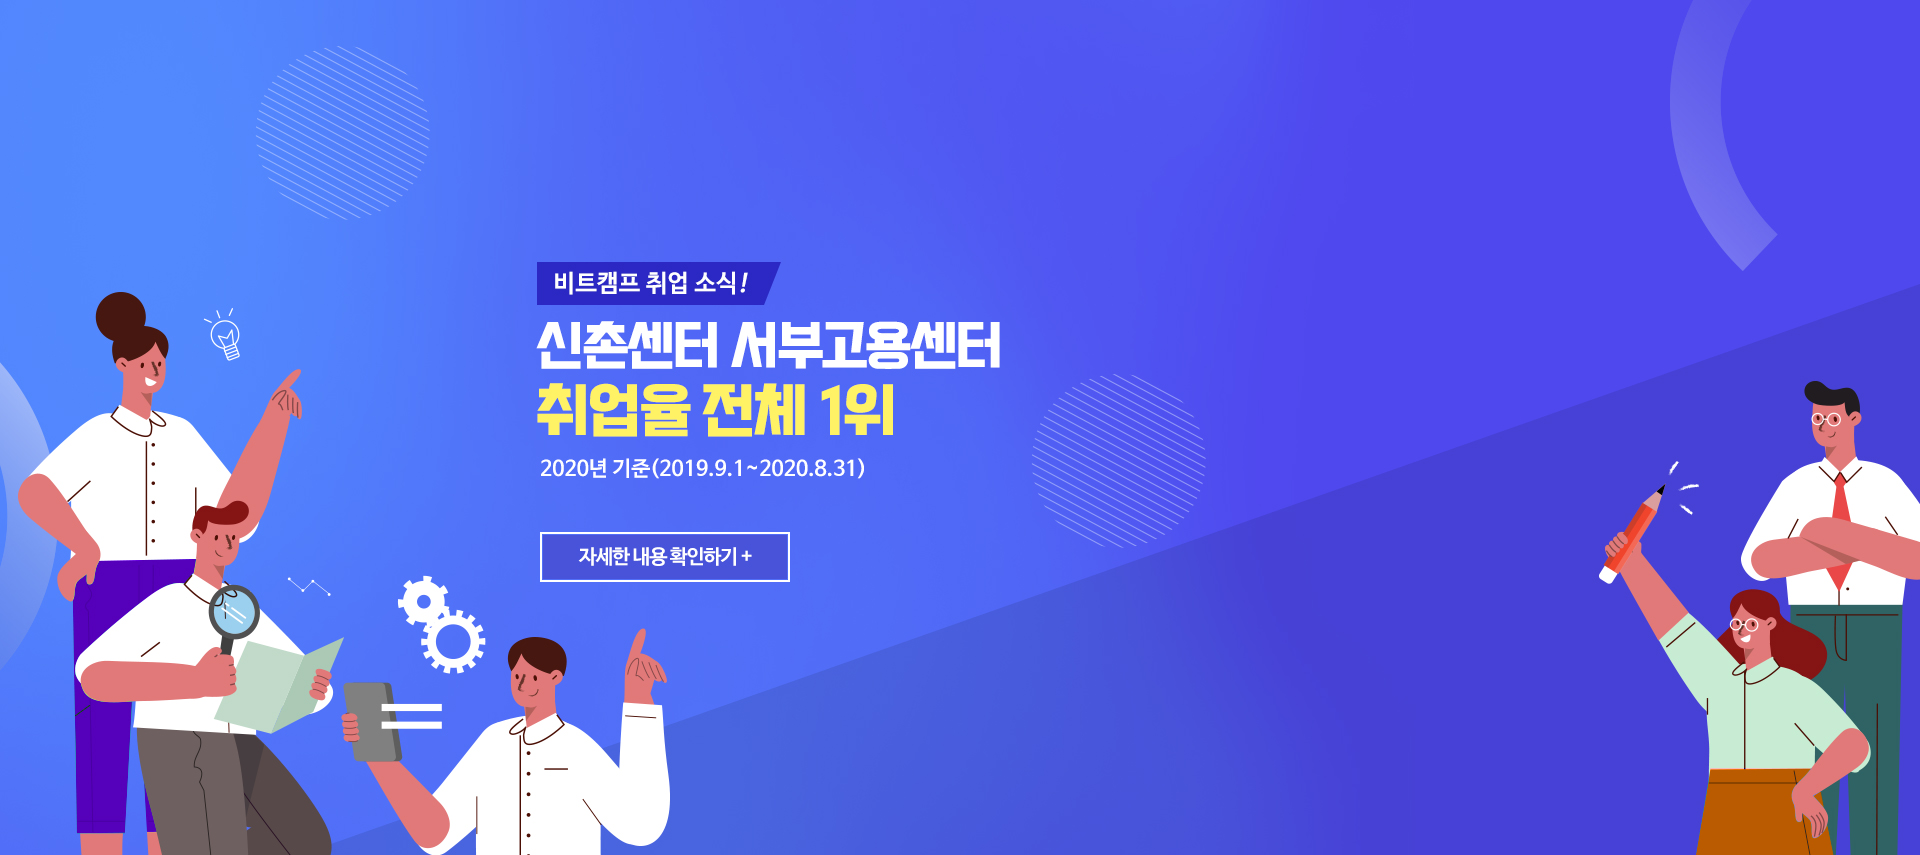 비트캠프 취업 소식!
신촌센터 서부고용센터
취업율 전체 1위
2020년 기준(2019.9.1~2020.8.31)
자세한 내용 확인하기 +